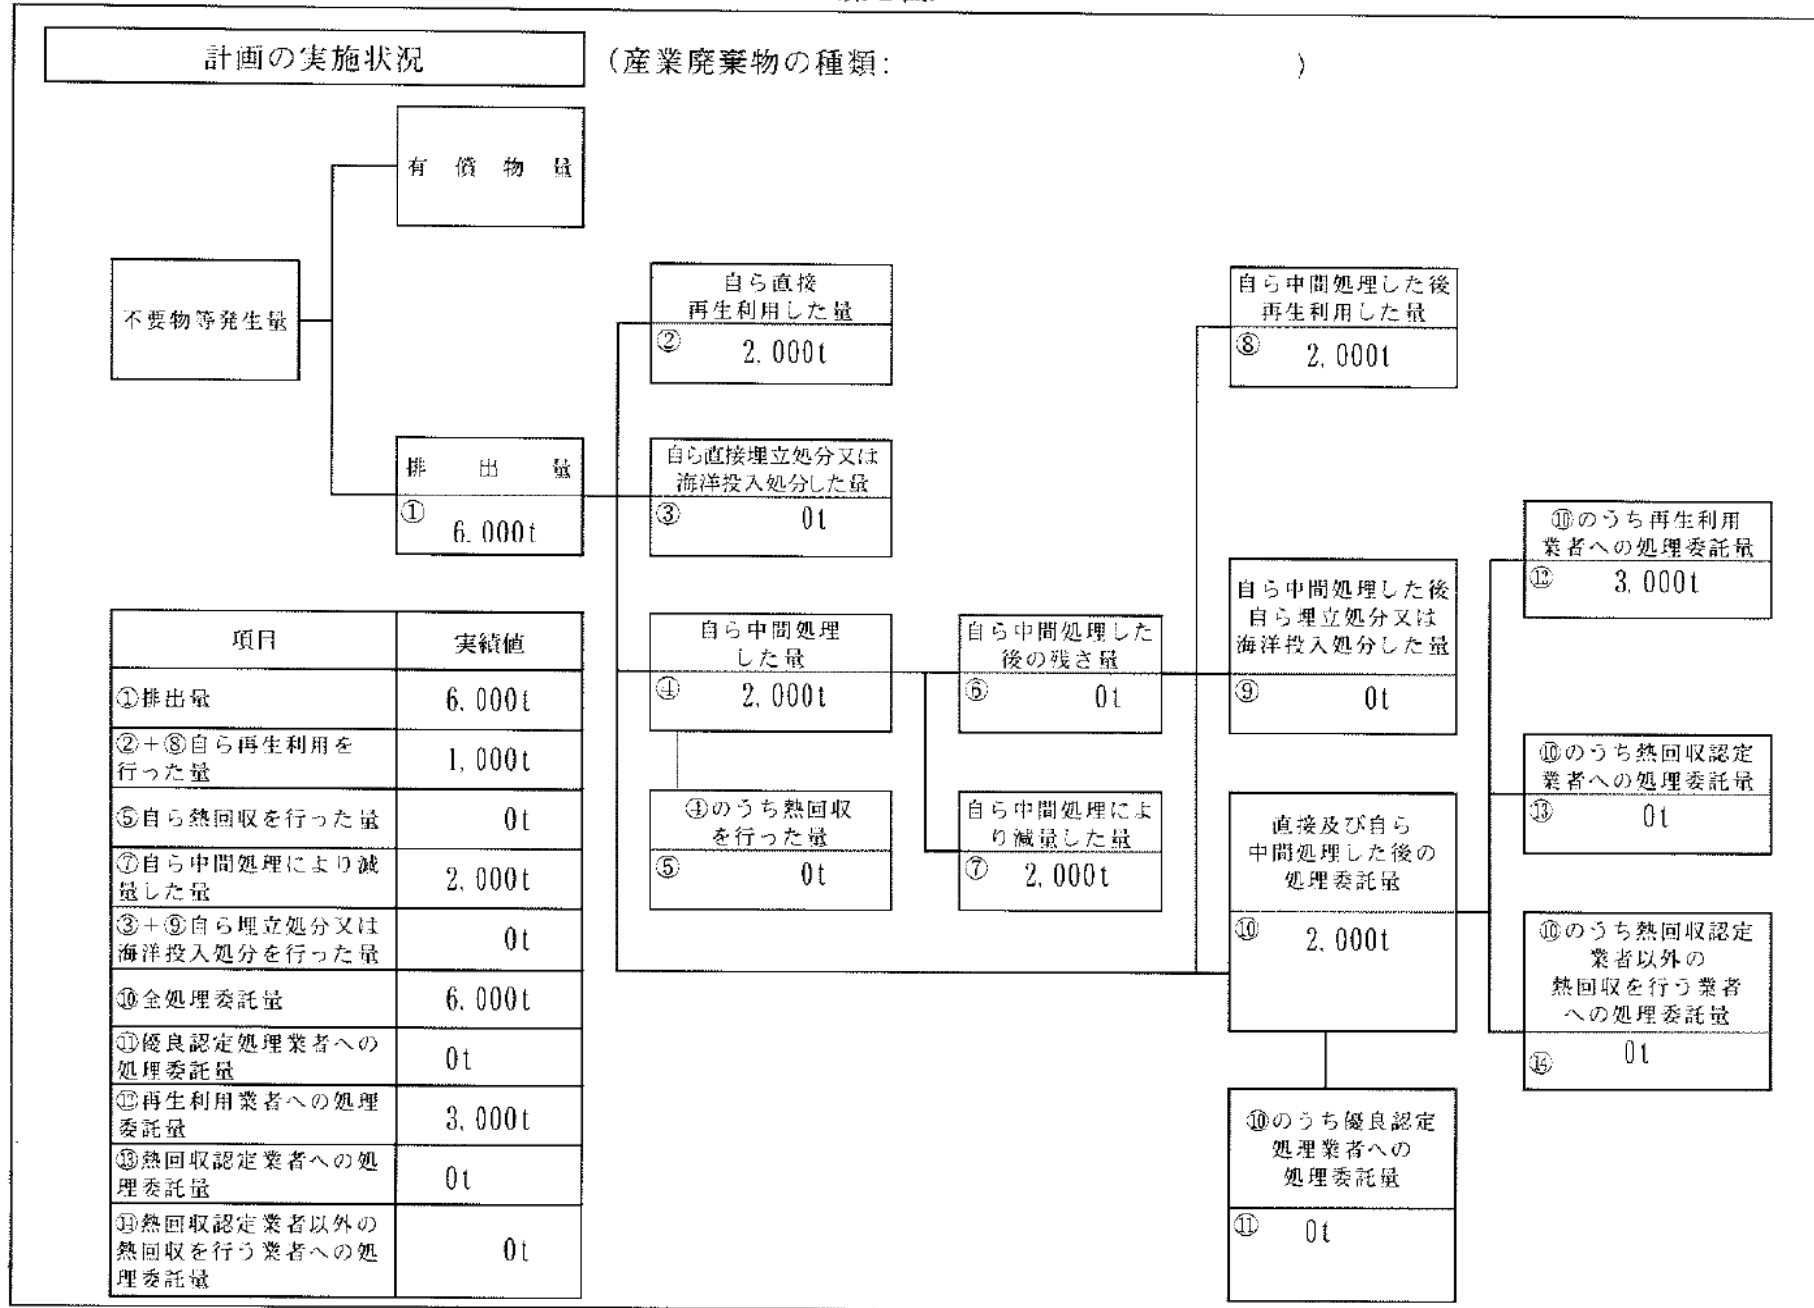 計画の実施状況
(産業廃棄物の種類: )
有償物量
不要物等発生量
排出量
① 6.000t
自ら直接
再生利用した量
② 2,000t
自ら直接埋立処分又は
海洋投入処分した量
③ 0t
自ら中間処理
した量
④ 2,000t
④のうち熱回収
を行った量
⑤ 0t
自ら中間処理した
後の残さ量
⑥ 0t
自ら中間処理によ
り減量した量
⑦ 2,000t
自ら中間処理した後
再生利用した量
⑧ 2,000t
自ら中間処理した後
自ら埋立処分又は
海洋投入処分した量
⑨ 0t
直接及び自ら
中間処理した後の
処理委託量
⑩ 2,000t
⑩のうち優良認定
処理業者への
処理委託量
⑪ 0t
⑩のうち再生利用
業者への処理委託量
⑫ 3,000t
⑩のうち熱回収認定
業者への処理委託量
⑬ 0t
⑩のうち熱回収認定
業者以外の
熱回収を行う業者
への処理委託量
⑭ 0t
項目 実績値
①排出量 6,000t
②+⑧自ら再生利用を
行った量 1,000t
⑤自ら熱回収を行った量 0t
⑦自ら中間処理により減
量した量 2,000t
③+⑨自ら埋立処分又は
海洋投入処分を行った量 0t
⑩全処理委託量 6,000t
⑪優良認定処理業者への
処理委託量 0t
⑫再生利用業者への処理
委託量 3,000t
⑬熱回収認定業者への処
理委託量 0t
⑭熱回収認定業者以外の
熱回収を行う業者への処
理委託量 0t